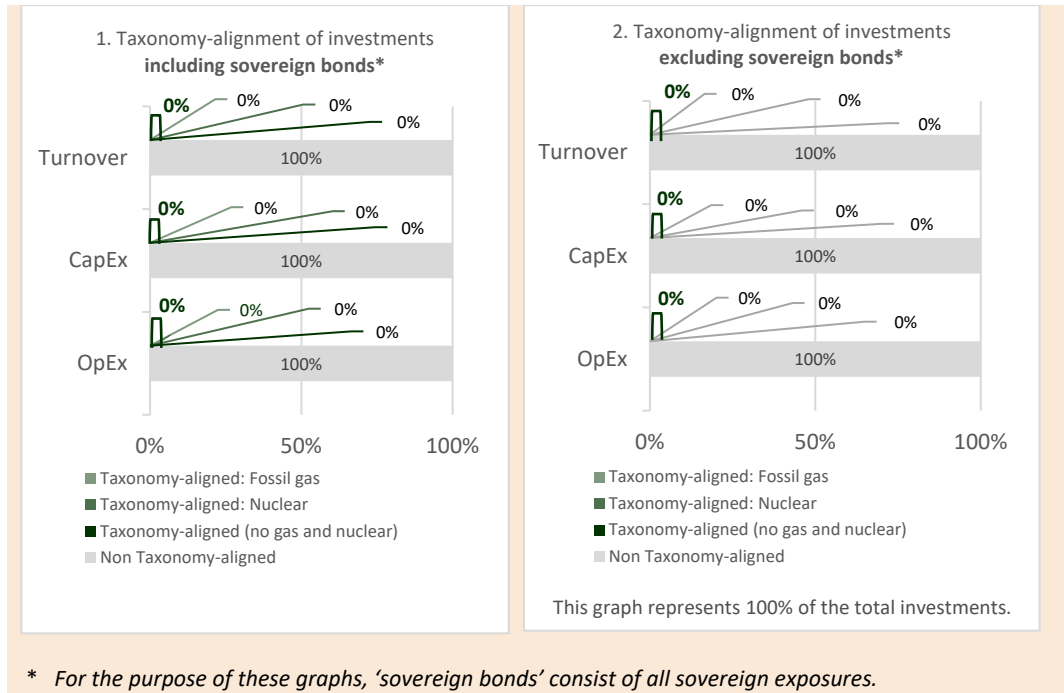 1. Taxonomy-alignment of investments
including sovereign bonds*
0%
0%
0%
0%
Turnover
100%
0%
0%
0%
0%
CapEx
100%
0%
0%
0%
0%
OpEx
100%
0%
50%
100%
Taxonomy-aligned: Fossil gas
Taxonomy-aligned: Nuclear
Taxonomy-aligned (no gas and nuclear)
Non Taxonomy-aligned
2. Taxonomy-alignment of investments
excluding sovereign bonds*
0%
0%
0%
0%
Turnover
100%
0%
0%
0%
0%
CapEx
100%
0%
0%
0%
0%
OpEx
100%
0%
50%
100%
Taxonomy-aligned: Fossil gas
Taxonomy-aligned: Nuclear
Taxonomy-aligned (no gas and nuclear)
Non Taxonomy-aligned
This graph represents 100% of the total investments.
* For the purpose of these graphs, ‘sovereign bonds’ consist of all sovereign exposures.